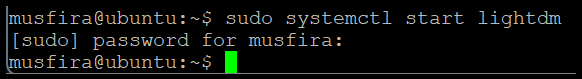 musfira@ubuntu:~$ sudo systemctl start lightdm
[sudo] password for musfira:
musfira@ubuntu:~$